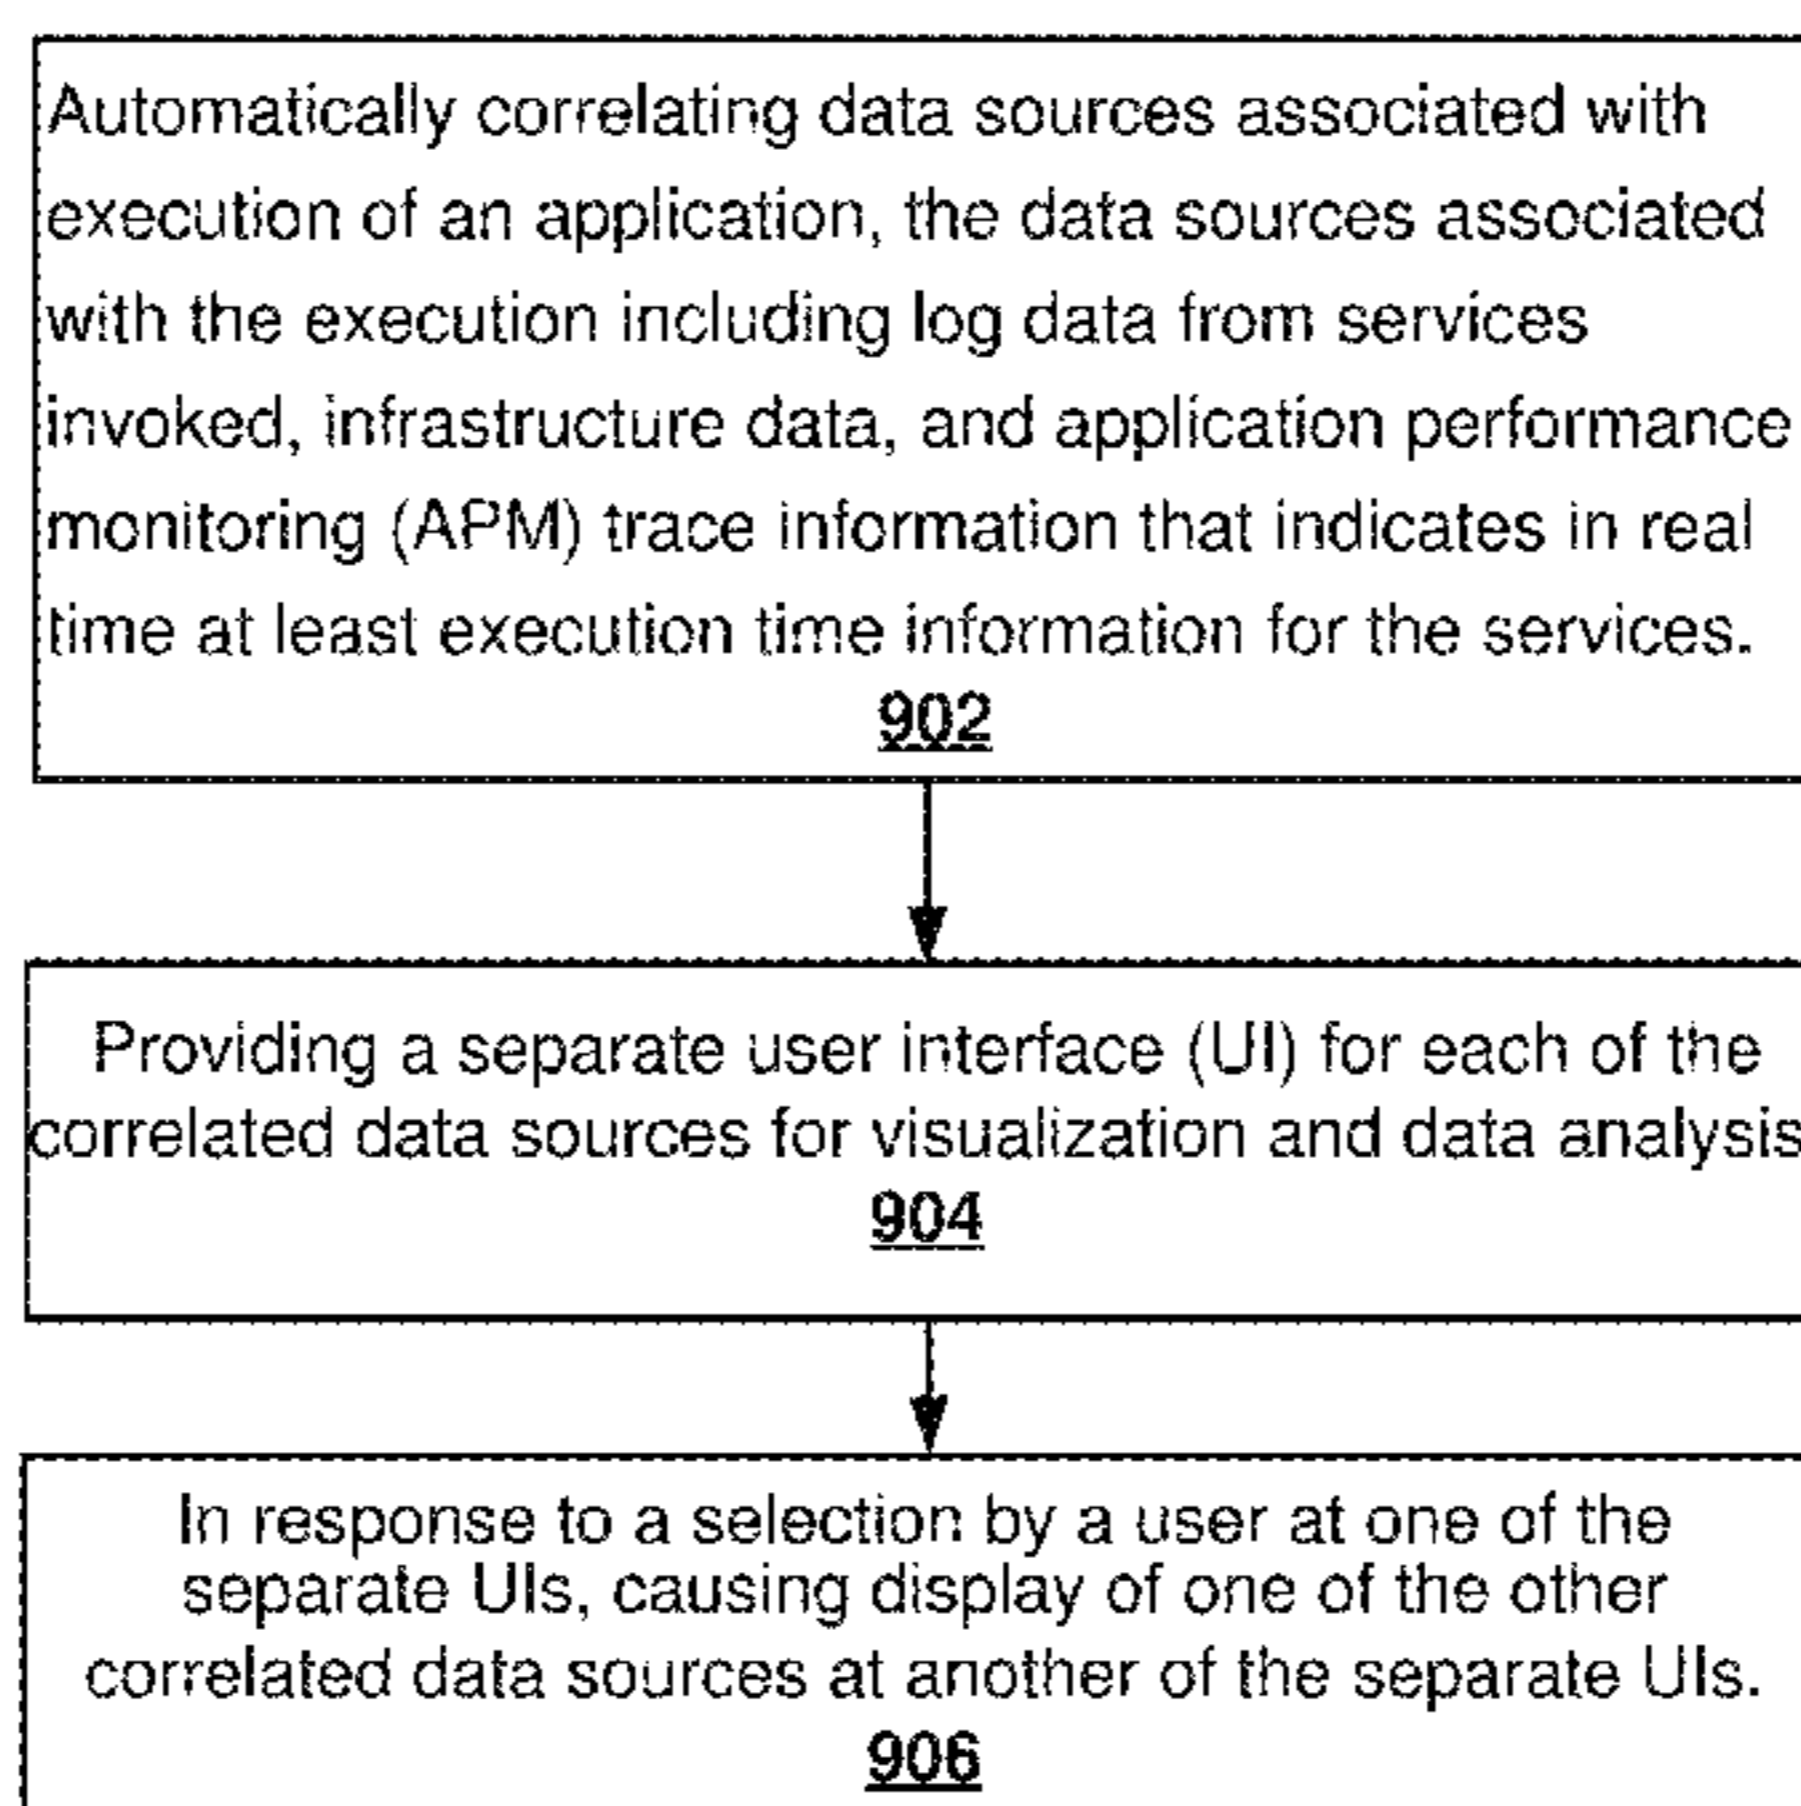 Automatically correlating data sources associated with
execution of an application, the data sources associated
with the execution including log data from services
invoked, infrastructure data, and application performance
monitoring (APM) trace information that indicates in real
time at least execution time information for the services.
902
Providing a separate user interface (UI) for each of the
correlated data sources for visualization and data analysis
904
In response to a selection by a user at one of the
separate UIs, causing display of one of the other
correlated data sources at another of the separate UIs.
906